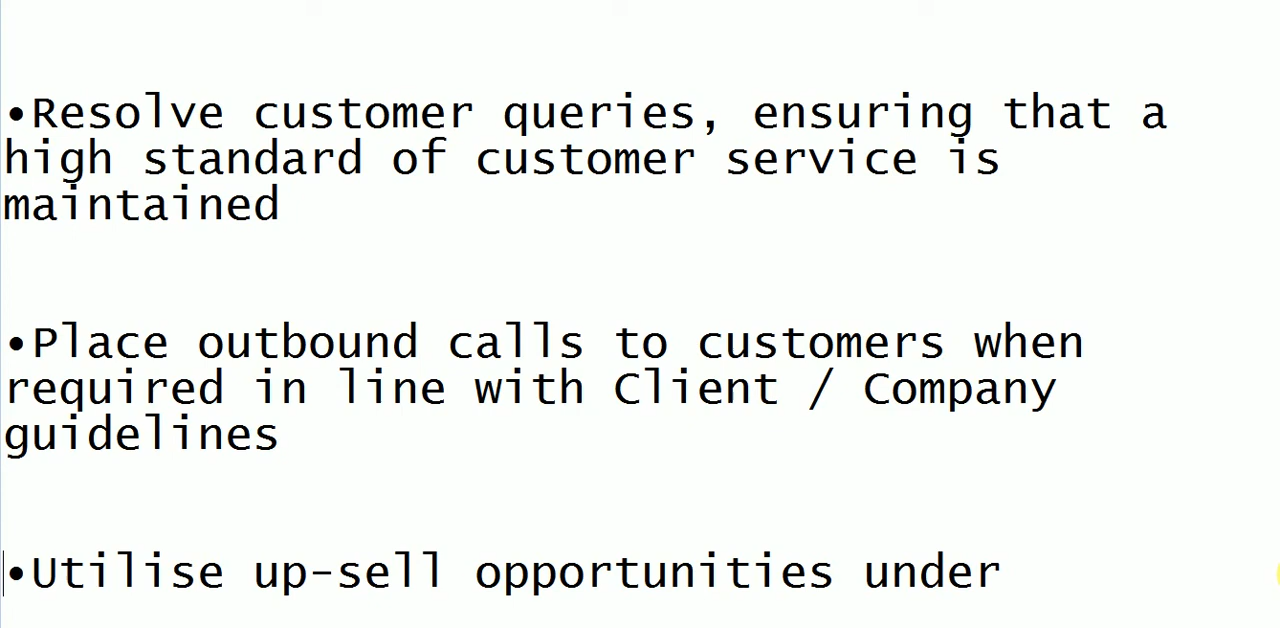 •Resolve customer queries, ensuring that a
high standard of customer service is
maintained
•Place outbound calls to customers when
required in line with Client / Company
guidelines
•Utilise up-sell opportunities under